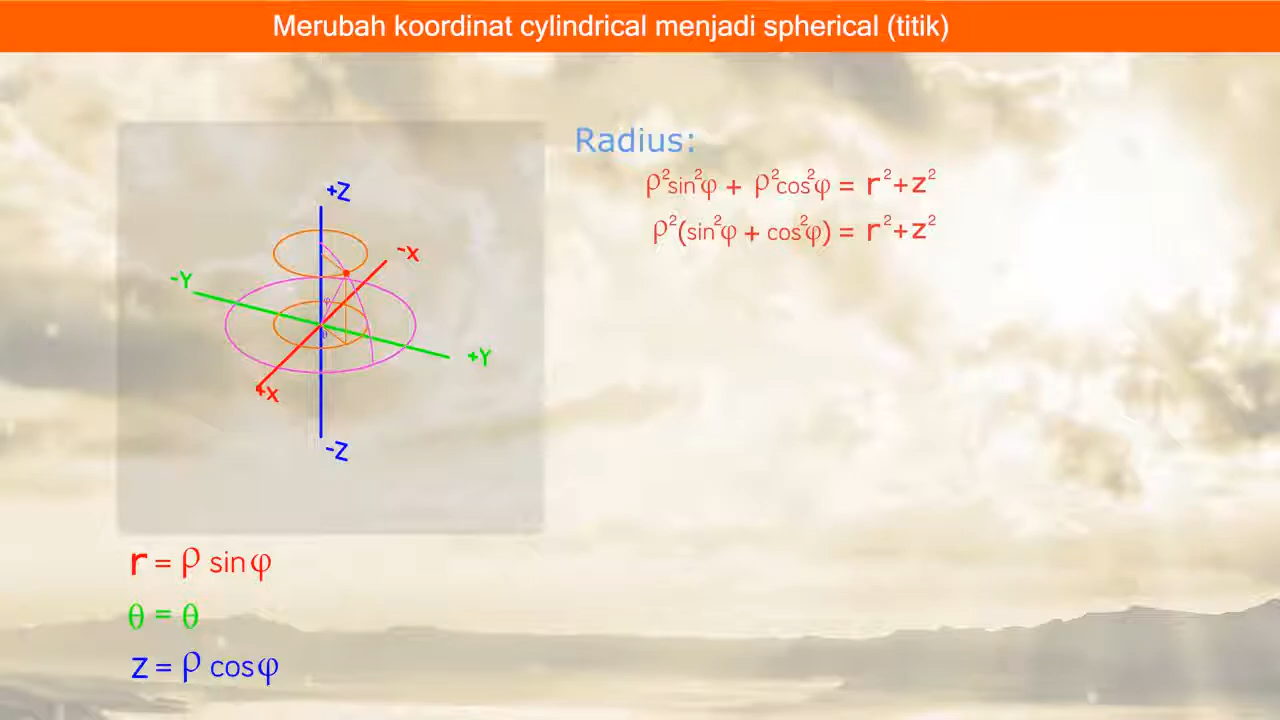 Merubah koordinat cylindrical menjadi spherical (titik)
Radius:
ρ²sin²φ + ρ²cos²φ = r²+z²
ρ²(sin²φ + cos²φ) = r²+z²
+Z
-X
-Y
+Y
+X
-Z
r = ρ sinφ
θ = θ
z = ρ cosφ